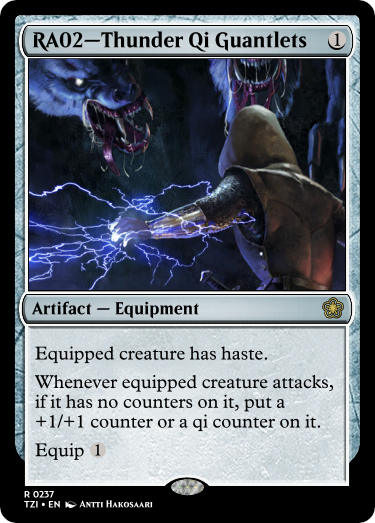 RA02—Thunder Qi Guantlets 1
Artifact — Equipment
Equipped creature has haste.
Whenever equipped creature attacks,
if it has no counters on it, put a
+1/+1 counter or a qi counter on it.
Equip 1
R 0237
TZI • EN Antti Hakosaari